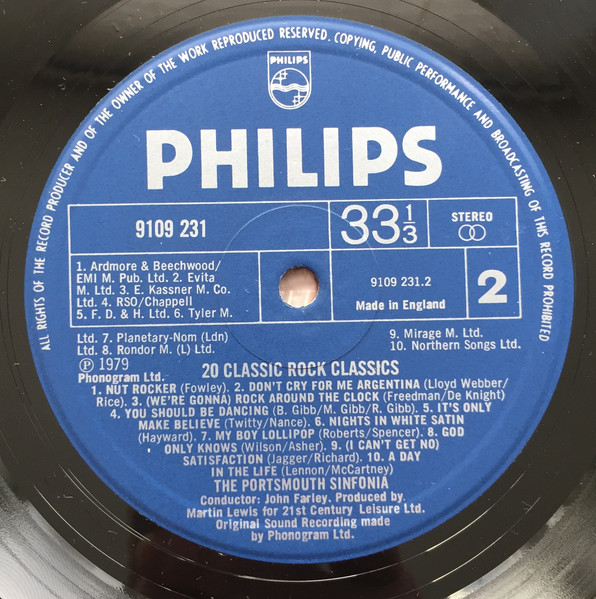 ALL RIGHTS OF THE RECORD PRODUCER AND OF THE OWNER OF THE WORK REPRODUCED RESERVED. COPYING, PUBLIC PERFORMANCE AND BROADCASTING OF THIS RECORD PROHIBITED
PHILIPS
PHILIPS
9109 231
33 1/3
STEREO
1. Ardmore & Beechwood/
EMI M. Pub. Ltd. 2. Evita
M. Ltd. 3. E. Kassner M. Co.
Ltd. 4. RSO/Chappell
5. F. D. & H. Ltd. 6. Tyler M.
Ltd. 7. Planetary-Nom (Ldn)
Ltd. 8. Rondor M. (L) Ltd.
9109 231.2
Made in England
2
9. Mirage M. Ltd.
10. Northern Songs Ltd.
Ⓟ 1979
Phonogram Ltd.
20 CLASSIC ROCK CLASSICS
1. NUT ROCKER (Fowley). 2. DON'T CRY FOR ME ARGENTINA (Lloyd Webber/
Rice). 3. (WE'RE GONNA) ROCK AROUND THE CLOCK (Freedman/De Knight)
4. YOU SHOULD BE DANCING (B. Gibb/M. Gibb/R. Gibb). 5. IT'S ONLY
MAKE BELIEVE (Twitty/Nance). 6. NIGHTS IN WHITE SATIN
(Hayward). 7. MY BOY LOLLIPOP (Roberts/Spencer). 8. GOD
ONLY KNOWS (Wilson/Asher). 9. (I CAN'T GET NO)
SATISFACTION (Jagger/Richard). 10. A DAY
IN THE LIFE (Lennon/McCartney)
THE PORTSMOUTH SINFONIA
Conductor: John Farley. Produced by
Martin Lewis for 21st Century Leisure Ltd.
Original Sound Recording made
by Phonogram Ltd.